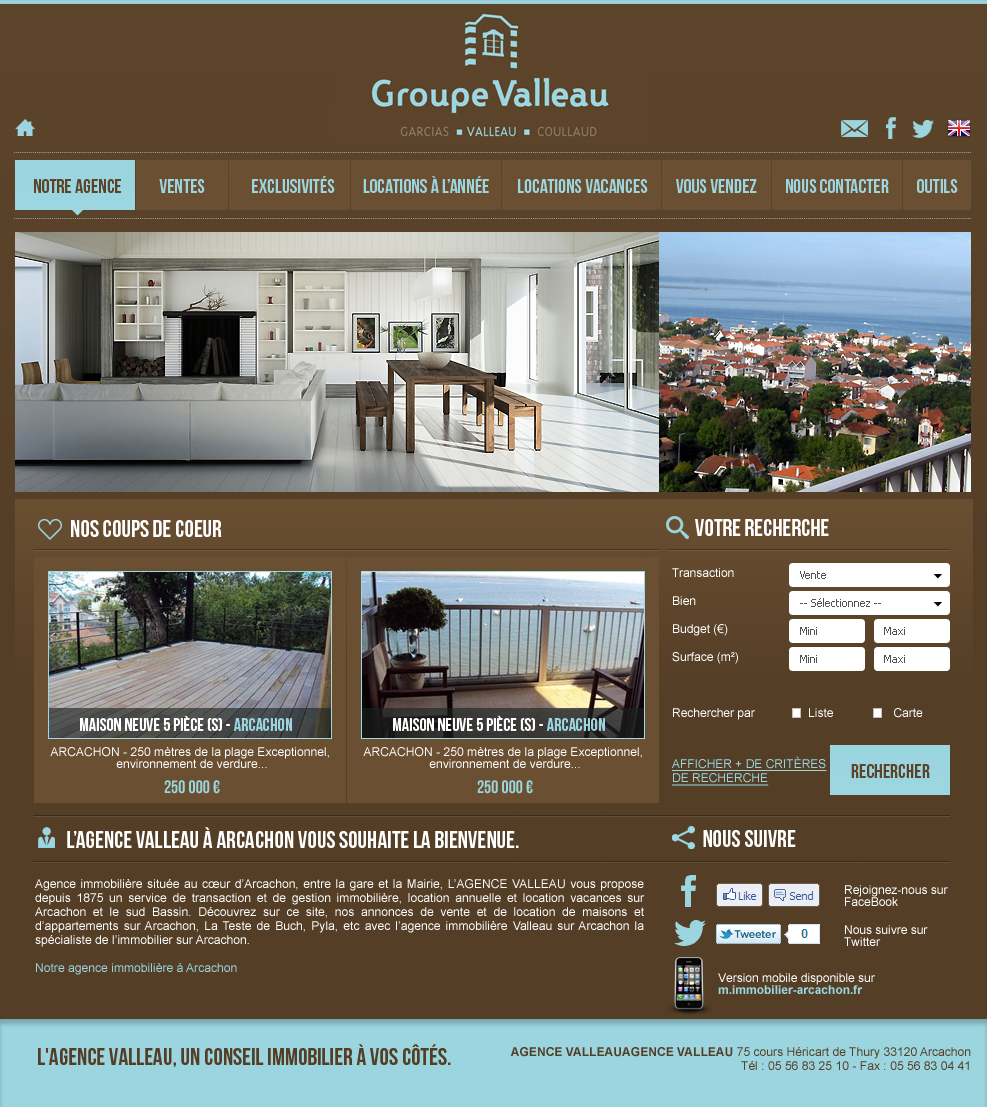 Groupe Valleau
GARCIAS ■ VALLEAU ■ COULLAUD
NOTRE AGENCE VENTES EXCLUSIVITÉS LOCATIONS À L'ANNÉE LOCATIONS VACANCES VOUS VENDEZ NOUS CONTACTER OUTILS
NOS COUPS DE COEUR
MAISON NEUVE 5 PIÈCE (S) - ARCACHON
ARCACHON - 250 mètres de la plage Exceptionnel,
environnement de verdure...
250 000 €
MAISON NEUVE 5 PIÈCE (S) - ARCACHON
ARCACHON - 250 mètres de la plage Exceptionnel,
environnement de verdure...
250 000 €
VOTRE RECHERCHE
Transaction Vente
Bien -- Sélectionnez --
Budget (€) Mini Maxi
Surface (m²) Mini Maxi
Rechercher par Liste Carte
AFFICHER + DE CRITÈRES
DE RECHERCHE
RECHERCHER
L'AGENCE VALLEAU À ARCACHON VOUS SOUHAITE LA BIENVENUE.
Agence immobilière située au cœur d'Arcachon, entre la gare et la Mairie, L'AGENCE VALLEAU vous propose
depuis 1875 un service de transaction et de gestion immobilière, location annuelle et location vacances sur
Arcachon et le sud Bassin. Découvrez sur ce site, nos annonces de vente et de location de maisons et
d'appartements sur Arcachon, La Teste de Buch, Pyla, etc avec l'agence immobilière Valleau sur Arcachon la
spécialiste de l'immobilier sur Arcachon.
Notre agence immobilière à Arcachon
NOUS SUIVRE
Like Send
Rejoignez-nous sur
FaceBook
Tweeter 0
Nous suivre sur
Twitter
Version mobile disponible sur
m.immobilier-arcachon.fr
L'AGENCE VALLEAU, UN CONSEIL IMMOBILIER À VOS CÔTÉS.
AGENCE VALLEAUAGENCE VALLEAU 75 cours Héricart de Thury 33120 Arcachon
Tél : 05 56 83 25 10 - Fax : 05 56 83 04 41